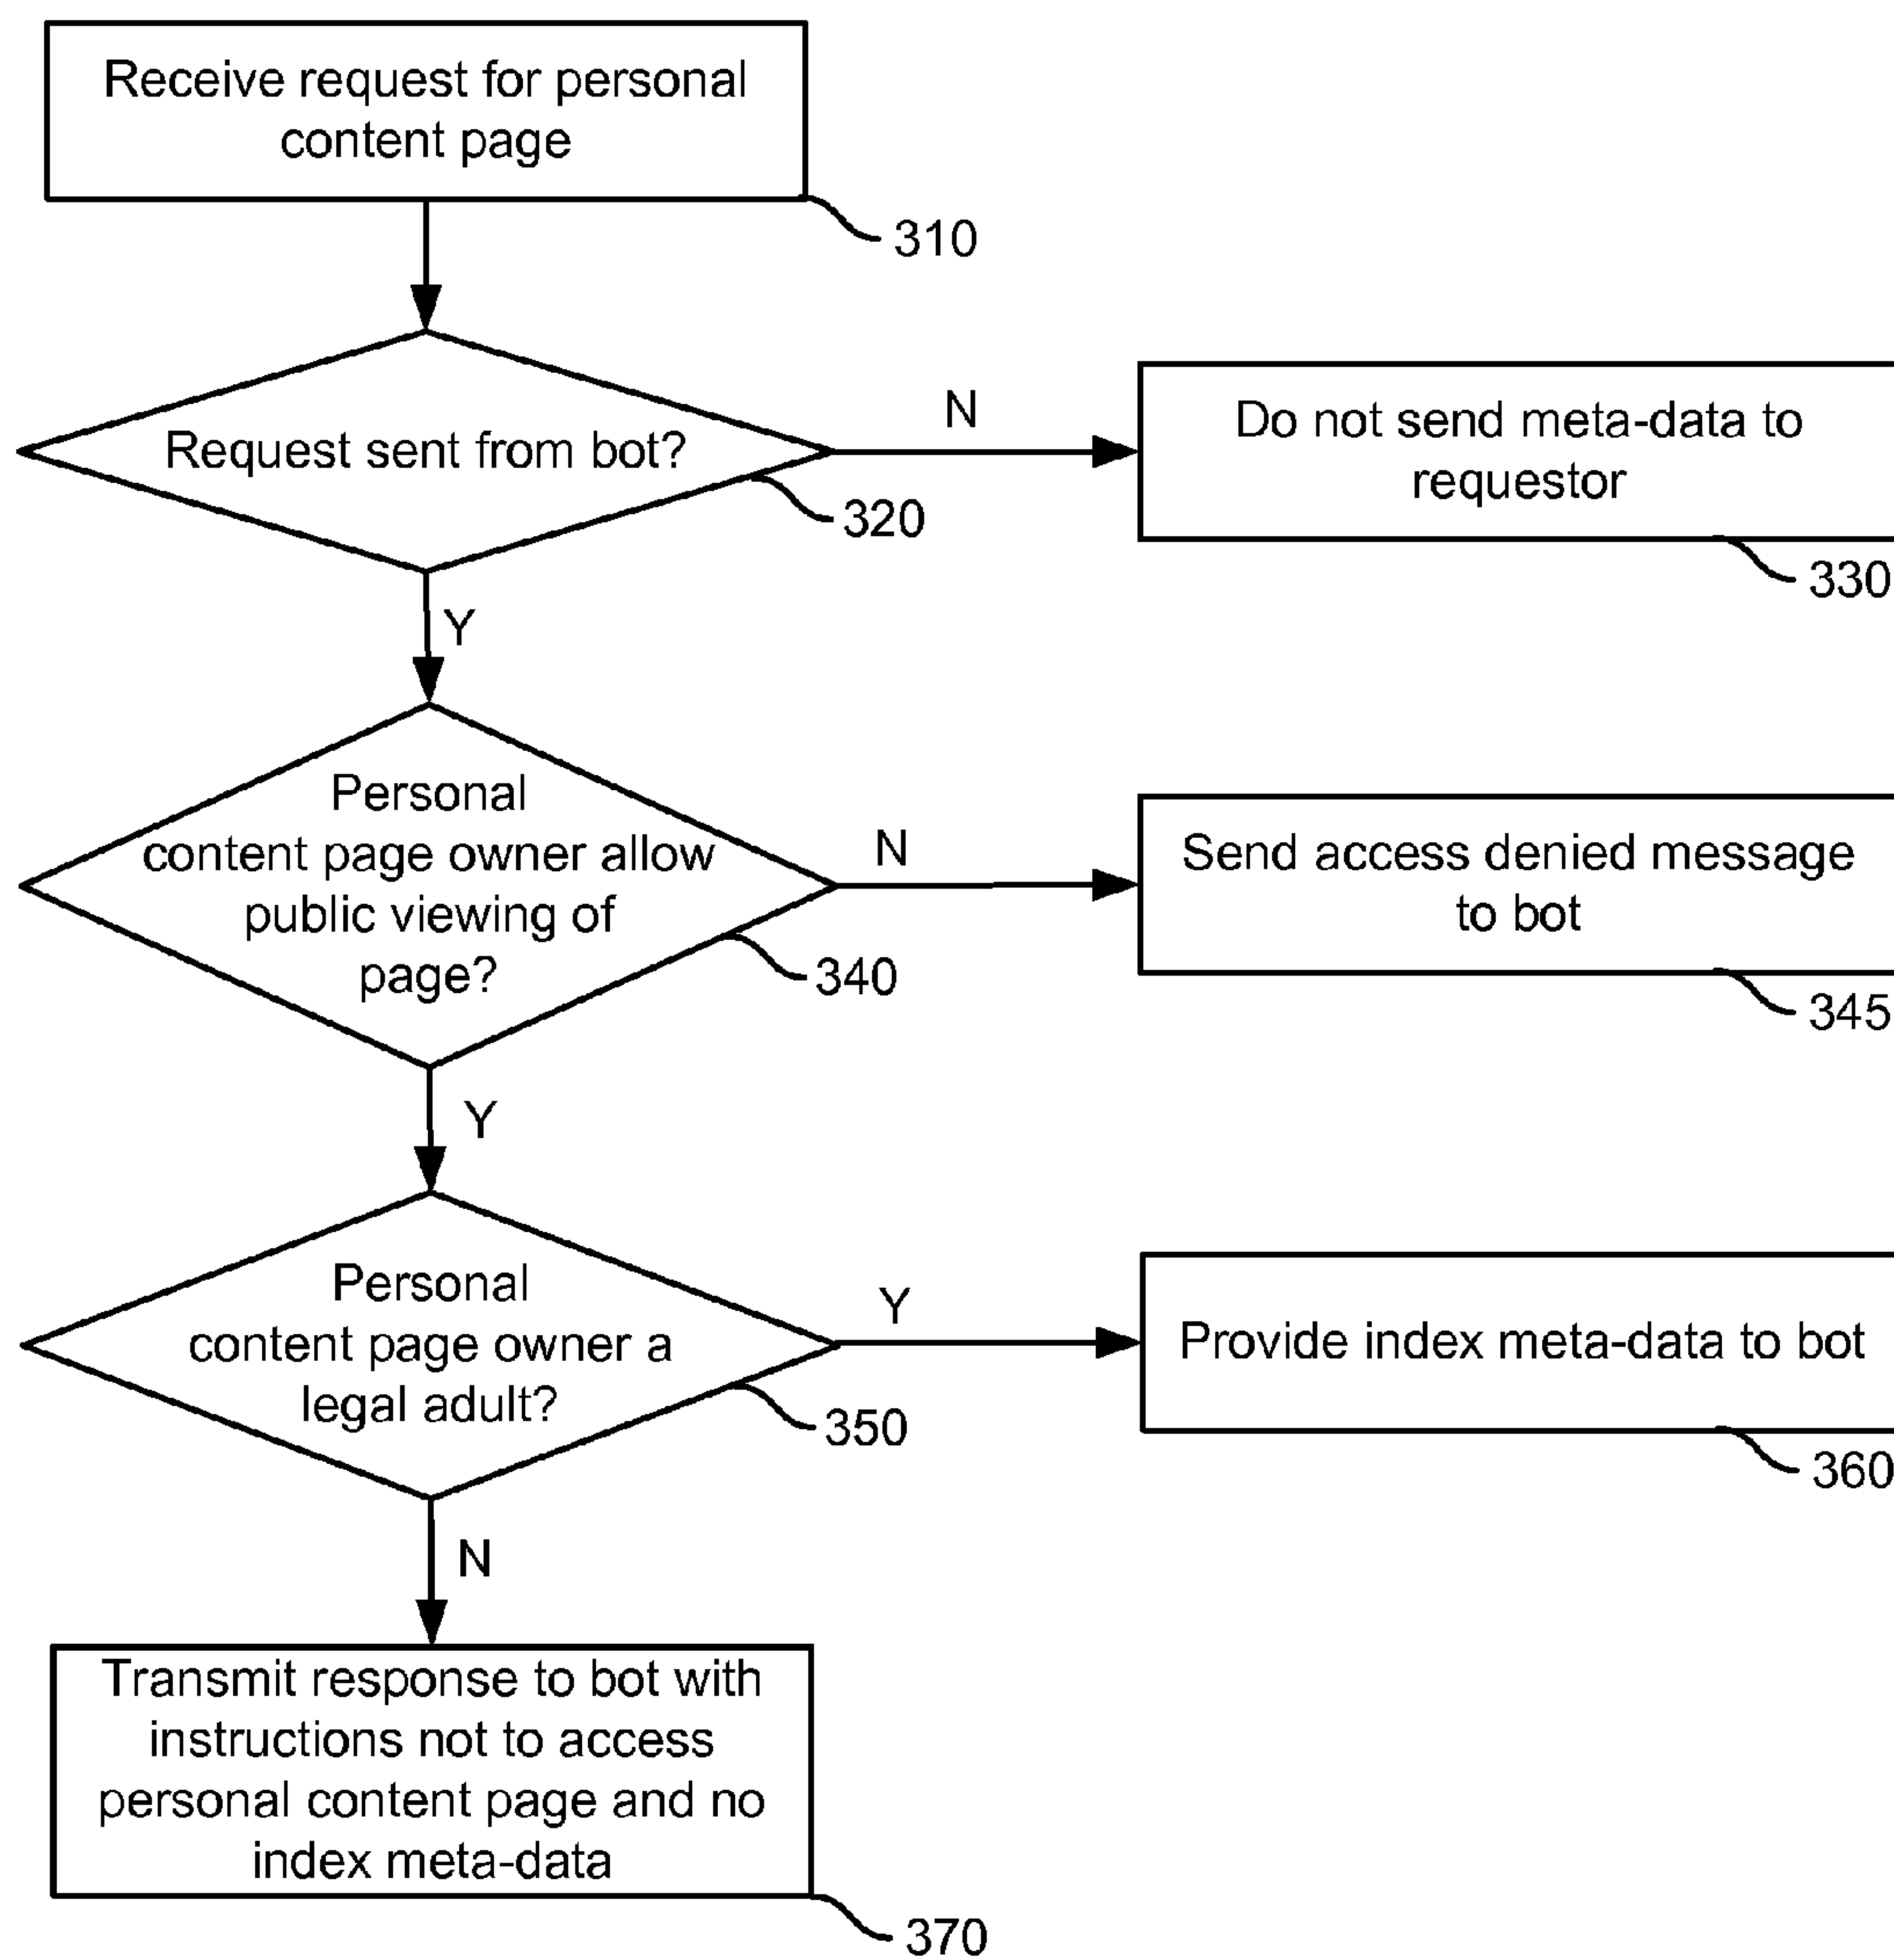 Receive request for personal
content page
310
Request sent from bot?
320
N
Do not send meta-data to
requestor
330
Y
Personal
content page owner allow
public viewing of
page?
340
N
Send access denied message
to bot
345
Y
Personal
content page owner a
legal adult?
350
Y
Provide index meta-data to bot
360
N
Transmit response to bot with
instructions not to access
personal content page and no
index meta-data
370